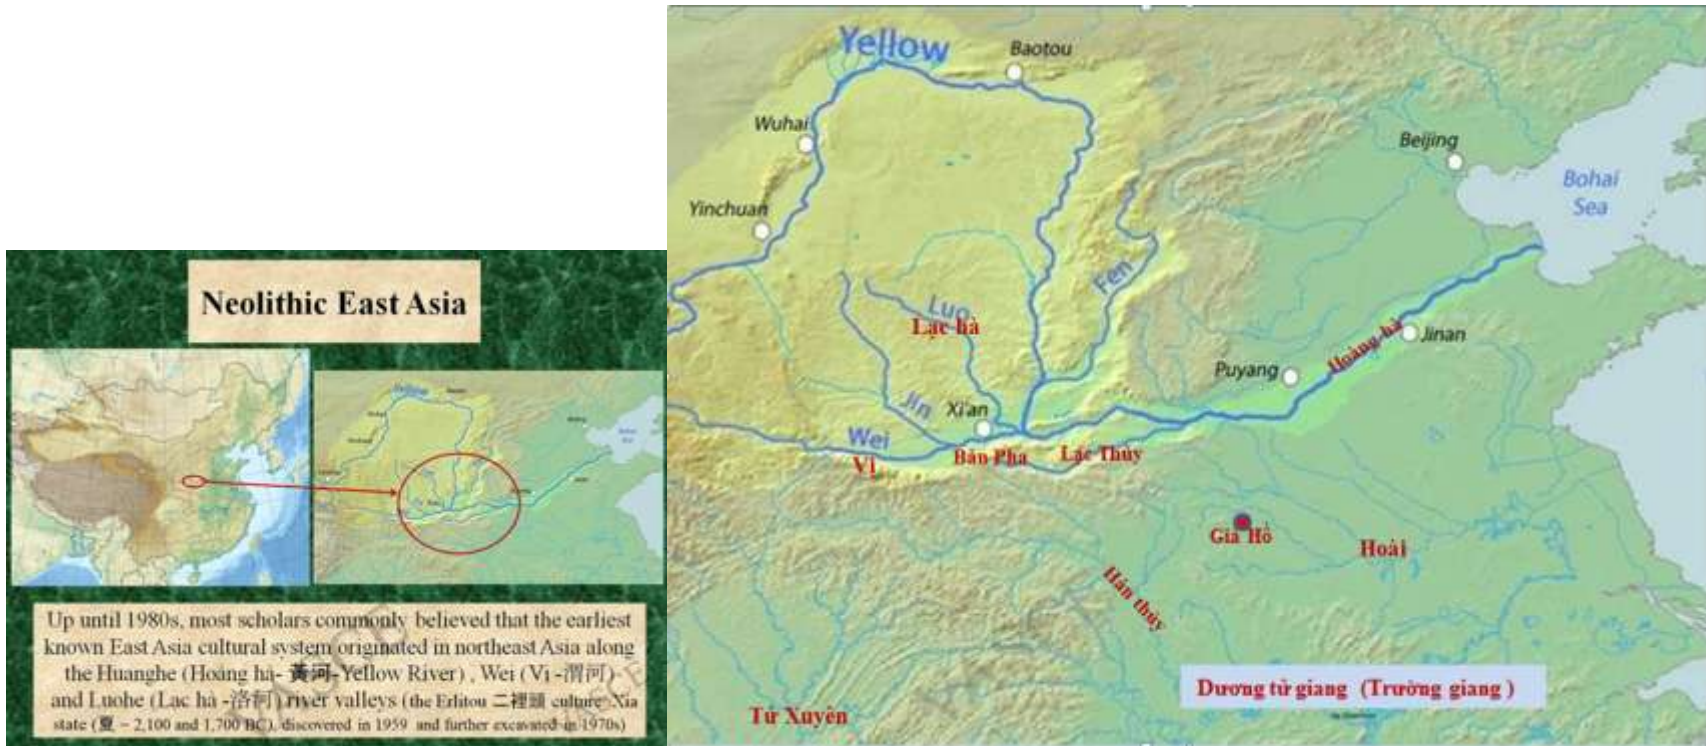 Neolithic East Asia
Up until 1980s, most scholars commonly believed that the earliest
known East Asia cultural system originated in northeast Asia along
the Huanghe (Hoàng hà- 黃河-Yellow River) , Wei (Vị -渭河)
and Luohe (Lạc hà -洛河) river valleys (the Erlitou 二裡頭 culture Xia
state (夏 ~ 2,100 and 1,700 BC), discovered in 1959 and further excavated in 1970s)
Yellow
Baotou
Wuhai
Beijing
Bohai
Sea
Yinchuan
Fen
Luo
Lạc hà
Hoàng hà
Jinan
Puyang
Jin
Xi'an
Wei
Vị
Bán Pha
Lạc Thủy
Giả Hồ
Hoài
Hán thủy
Dương tử giang (Trường giang )
Tứ Xuyên